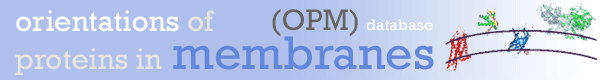 orientations of (OPM) database
proteins in membranes